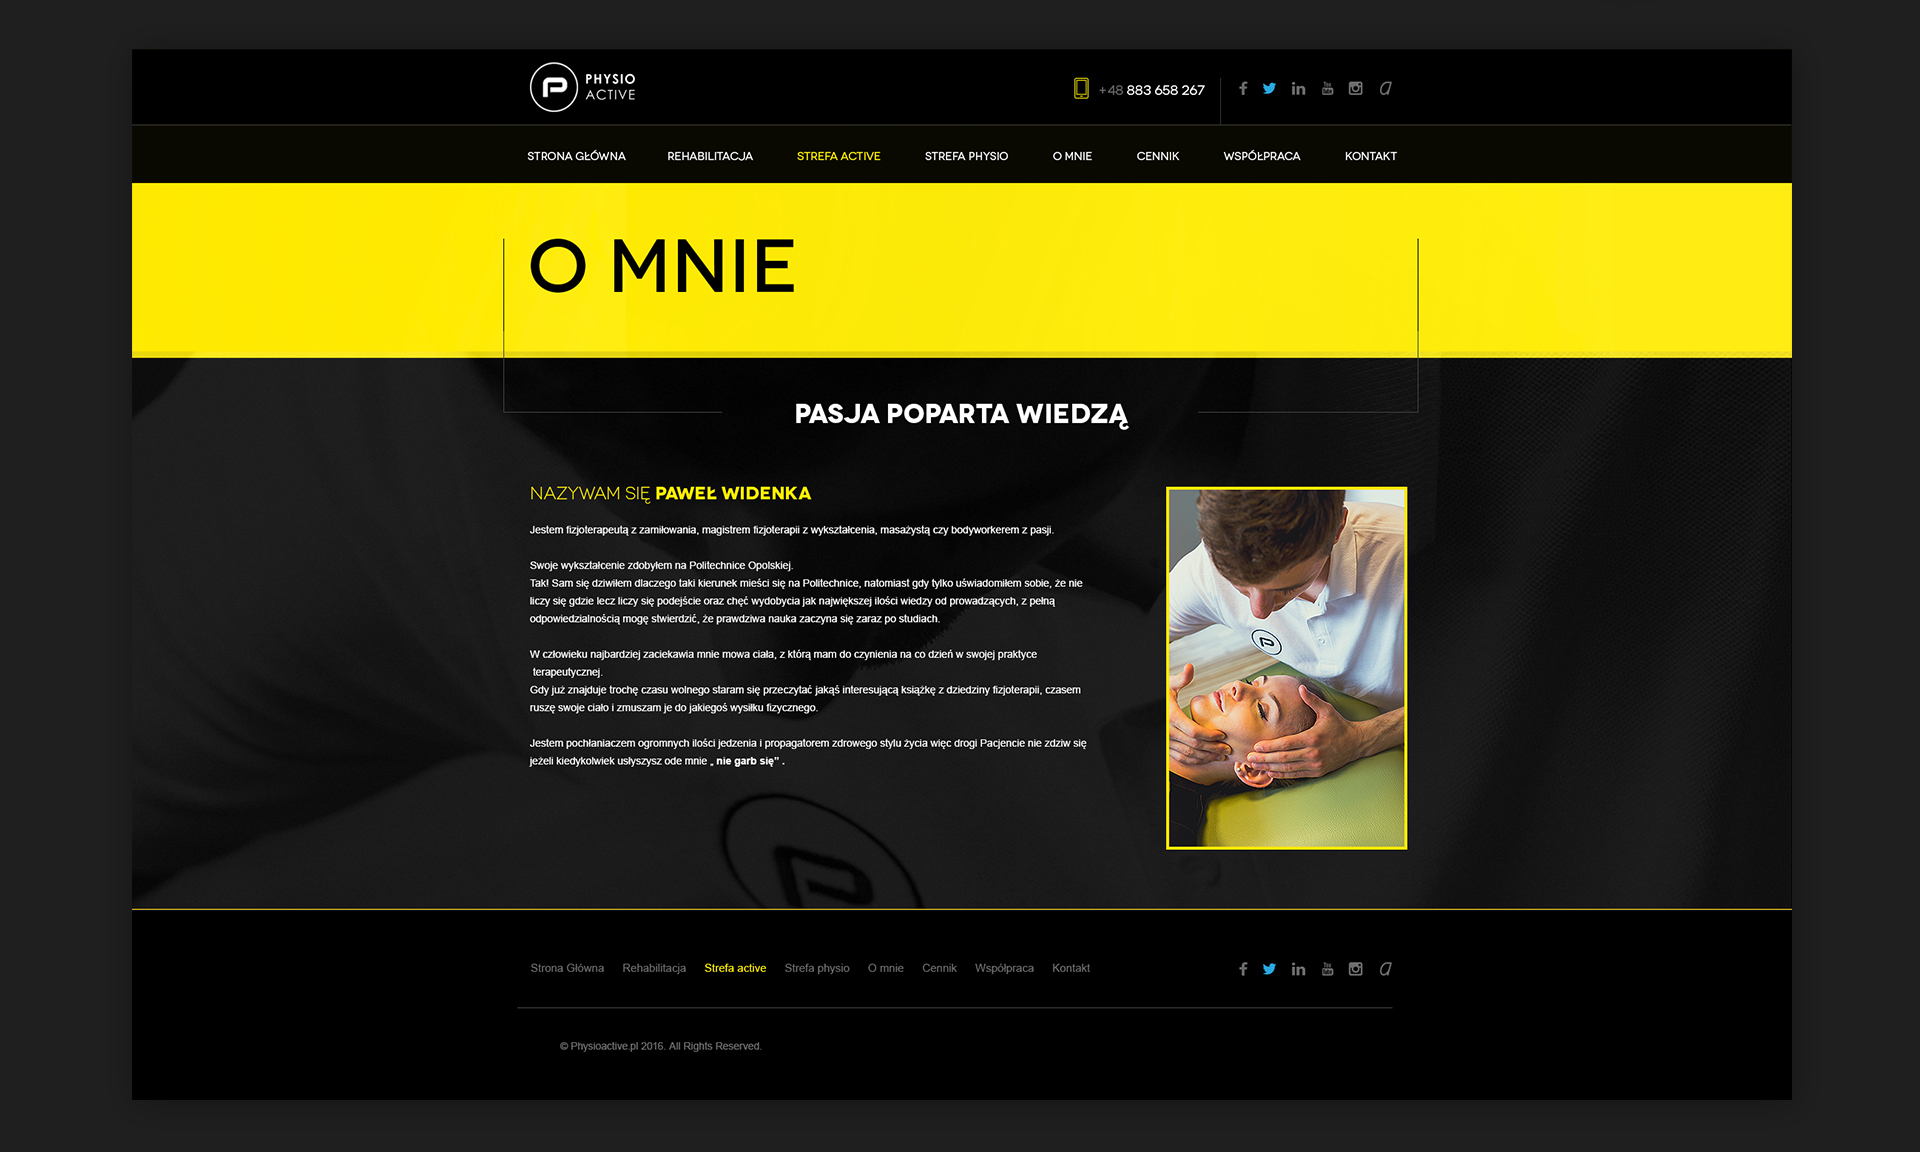 PHYSIO
ACTIVE
+48 883 658 267
STRONA GŁÓWNA REHABILITACJA STREFA ACTIVE STREFA PHYSIO O MNIE CENNIK WSPÓŁPRACA KONTAKT
O MNIE
PASJA POPARTA WIEDZĄ
NAZYWAM SIĘ PAWEŁ WIDENKA
Jestem fizjoterapeutą z zamiłowania, magistrem fizjoterapii z wykształcenia, masażystą czy bodyworkerem z pasji.
Swoje wykształcenie zdobyłem na Politechnice Opolskiej.
Tak! Sam się dziwiłem dlaczego taki kierunek mieści się na Politechnice, natomiast gdy tylko uświadomiłem sobie, że nie
liczy się gdzie lecz liczy się podejście oraz chęć wydobycia jak największej ilości wiedzy od prowadzących, z pełną
odpowiedzialnością mogę stwierdzić, że prawdziwa nauka zaczyna się zaraz po studiach.
W człowieku najbardziej zaciekawia mnie mowa ciała, z którą mam do czynienia na co dzień w swojej praktyce
terapeutycznej.
Gdy już znajduje trochę czasu wolnego staram się przeczytać jakąś interesującą książkę z dziedziny fizjoterapii, czasem
ruszę swoje ciało i zmuszam je do jakiegoś wysiłku fizycznego.
Jestem pochłaniaczem ogromnych ilości jedzenia i propagatorem zdrowego stylu życia więc drogi Pacjencie nie zdziw się
jeżeli kiedykolwiek usłyszysz ode mnie „ nie garb się” .
Strona Główna Rehabilitacja Strefa active Strefa physio O mnie Cennik Współpraca Kontakt
© Physioactive.pl 2016. All Rights Reserved.